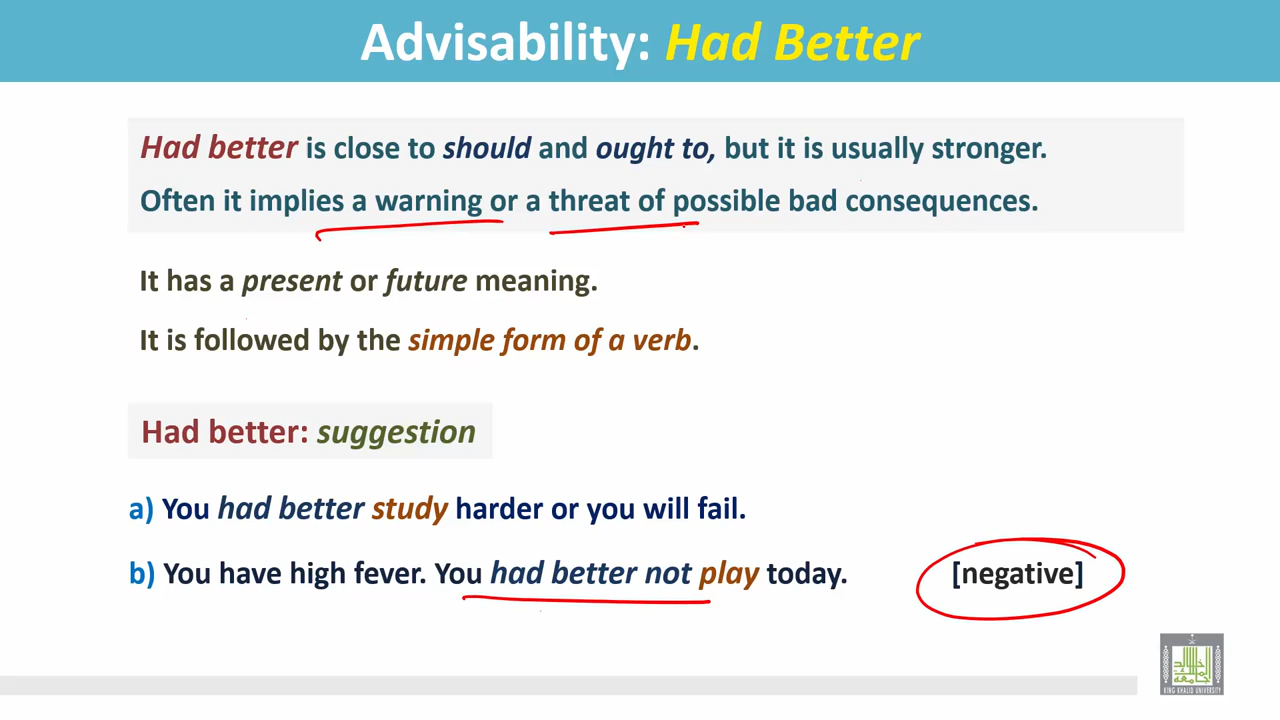 Advisability: Had Better
Had better is close to should and ought to, but it is usually stronger.
Often it implies a warning or a threat of possible bad consequences.
It has a present or future meaning.
It is followed by the simple form of a verb.
Had better: suggestion
a) You had better study harder or you will fail.
b) You have high fever. You had better not play today. [negative]
KING KHALID UNIVERSITY